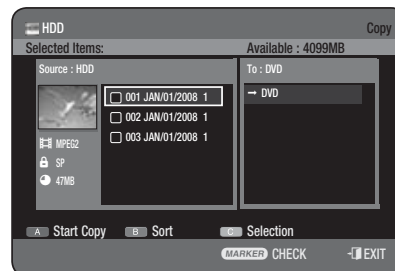 HDD Copy
Selected Items: Available : 4099MB
Source : HDD To : DVD
001 JAN/01/2008 1 → DVD
002 JAN/01/2008 1
003 JAN/01/2008 1
MPEG2
SP
47MB
A Start Copy B Sort C Selection
MARKER CHECK EXIT